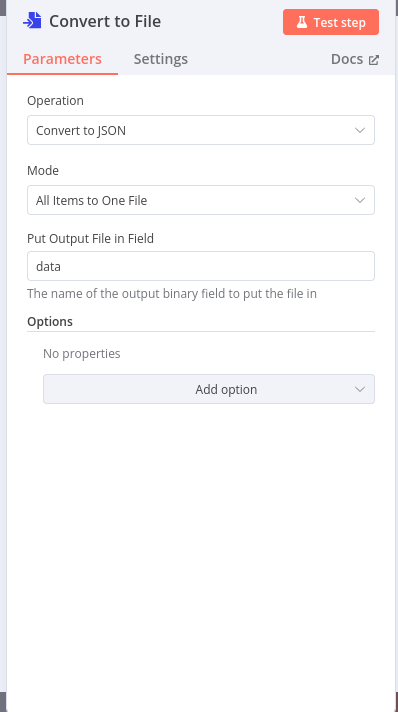 Convert to File
Test step
Parameters
Settings
Docs
Operation
Convert to JSON
Mode
All Items to One File
Put Output File in Field
data
The name of the output binary field to put the file in
Options
No properties
Add option